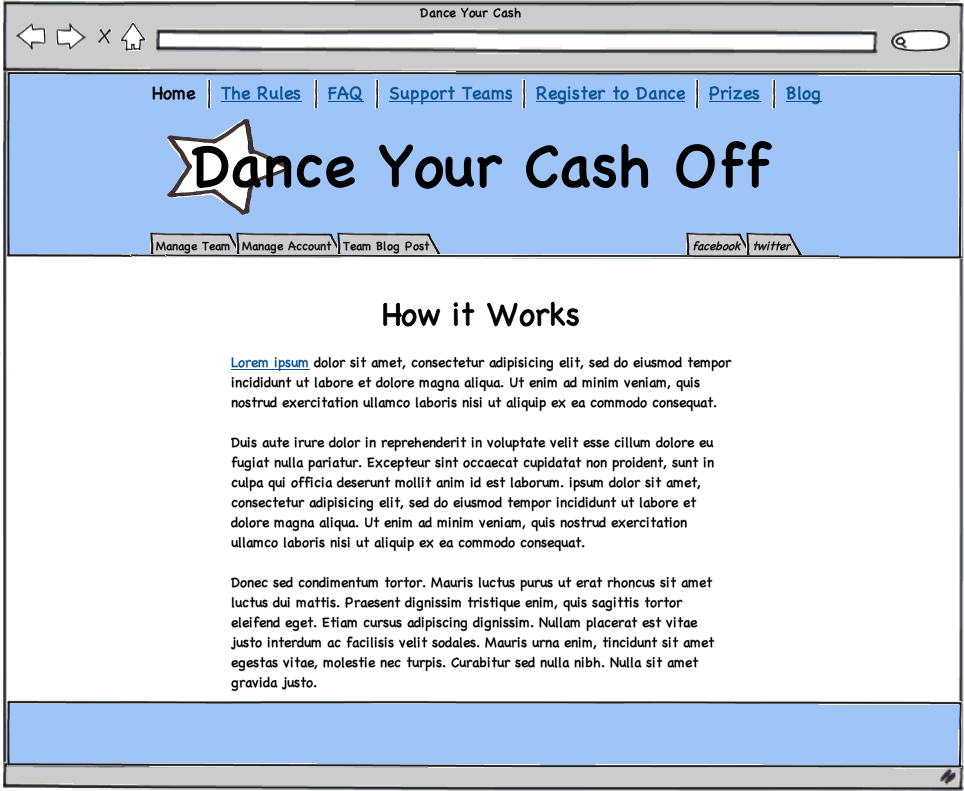 Dance Your Cash
Home The Rules FAQ Support Teams Register to Dance Prizes Blog
Dance Your Cash Off
Manage Team Manage Account Team Blog Post facebook twitter
How it Works
Lorem ipsum dolor sit amet, consectetur adipisicing elit, sed do eiusmod tempor
incididunt ut labore et dolore magna aliqua. Ut enim ad minim veniam, quis
nostrud exercitation ullamco laboris nisi ut aliquip ex ea commodo consequat.
Duis aute irure dolor in reprehenderit in voluptate velit esse cillum dolore eu
fugiat nulla pariatur. Excepteur sint occaecat cupidatat non proident, sunt in
culpa qui officia deserunt mollit anim id est laborum. ipsum dolor sit amet,
consectetur adipisicing elit, sed do eiusmod tempor incididunt ut labore et
dolore magna aliqua. Ut enim ad minim veniam, quis nostrud exercitation
ullamco laboris nisi ut aliquip ex ea commodo consequat.
Donec sed condimentum tortor. Mauris luctus purus ut erat rhoncus sit amet
luctus dui mattis. Praesent dignissim tristique enim, quis sagittis tortor
eleifend eget. Etiam cursus adipiscing dignissim. Nullam placerat est vitae
justo interdum ac facilisis velit sodales. Mauris urna enim, tincidunt sit amet
egestas vitae, molestie nec turpis. Curabitur sed nulla nibh. Nulla sit amet
gravida justo.